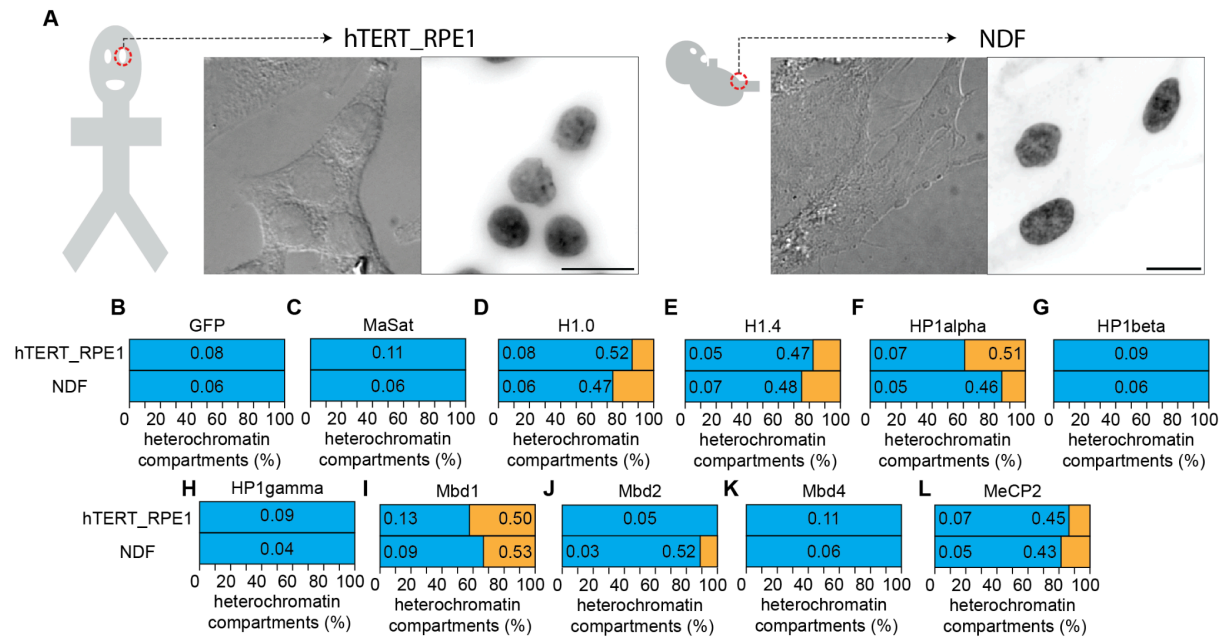 A
hTERT_RPE1
NDF
B
GFP
C
MaSat
D
H1.0
E
H1.4
F
HP1alpha
G
HP1beta
hTERT_RPE1
0.08
0.11
0.08 0.52
0.05 0.47
0.07 0.51
0.09
NDF
0.06
0.06
0.06 0.47
0.07 0.48
0.05 0.46
0.06
0 20 40 60 80 100
0 20 40 60 80 100
0 20 40 60 80 100
0 20 40 60 80 100
0 20 40 60 80 100
0 20 40 60 80 100
heterochromatin
compartments (%)
heterochromatin
compartments (%)
heterochromatin
compartments (%)
heterochromatin
compartments (%)
heterochromatin
compartments (%)
heterochromatin
compartments (%)
H
HP1gamma
I
Mbd1
J
Mbd2
K
Mbd4
L
MeCP2
hTERT_RPE1
0.09
0.13 0.50
0.05
0.11
0.07 0.45
NDF
0.04
0.09 0.53
0.03 0.52
0.06
0.05 0.43
0 20 40 60 80 100
0 20 40 60 80 100
0 20 40 60 80 100
0 20 40 60 80 100
0 20 40 60 80 100
heterochromatin
compartments (%)
heterochromatin
compartments (%)
heterochromatin
compartments (%)
heterochromatin
compartments (%)
heterochromatin
compartments (%)